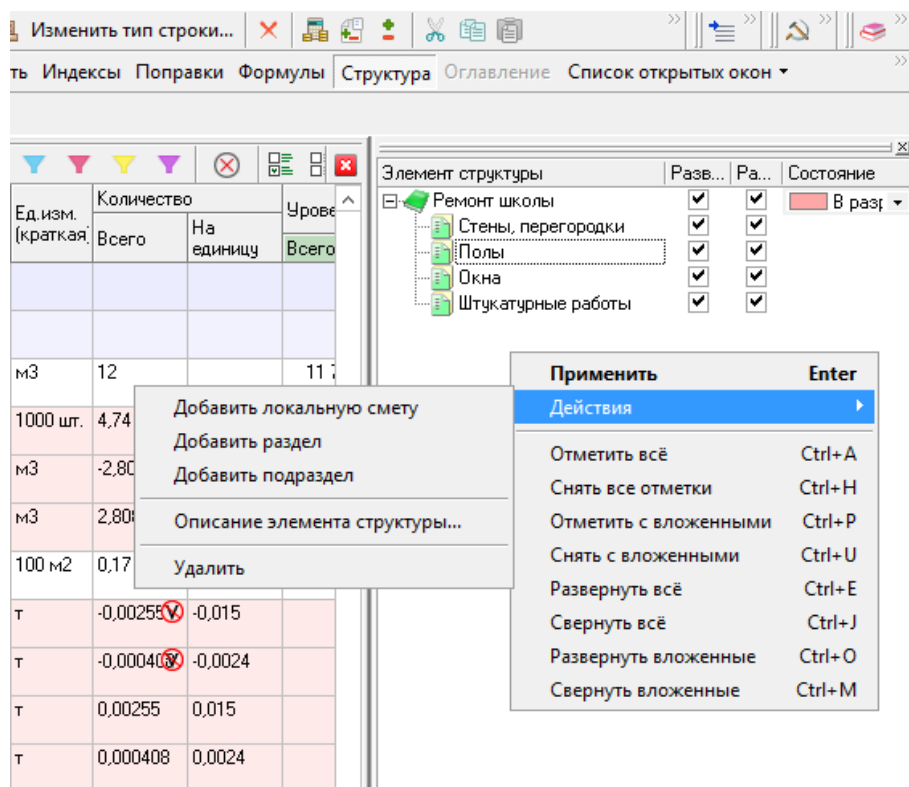 Изменить тип строки...
ть Индексы Поправки Формулы Структура Оглавление Список открытых окон
Ед.изм. (краткая)
Количество
Всего
На единицу
Урове
Всего
м3 12 11
1000 шт. 4,74
м3 -2,80
м3 2,808
100 м2 0,17
т -0,00255 -0,015
т -0,000408 -0,0024
т 0,00255 0,015
т 0,000408 0,0024
Элемент структуры Разв... Ра... Состояние
Ремонт школы В разр
Стены, перегородки
Полы
Окна
Штукатурные работы
Применить Enter
Действия
Отметить всё Ctrl+A
Снять все отметки Ctrl+H
Отметить с вложенными Ctrl+P
Снять с вложенными Ctrl+U
Развернуть всё Ctrl+E
Свернуть всё Ctrl+J
Развернуть вложенные Ctrl+O
Свернуть вложенные Ctrl+M
Добавить локальную смету
Добавить раздел
Добавить подраздел
Описание элемента структуры...
Удалить